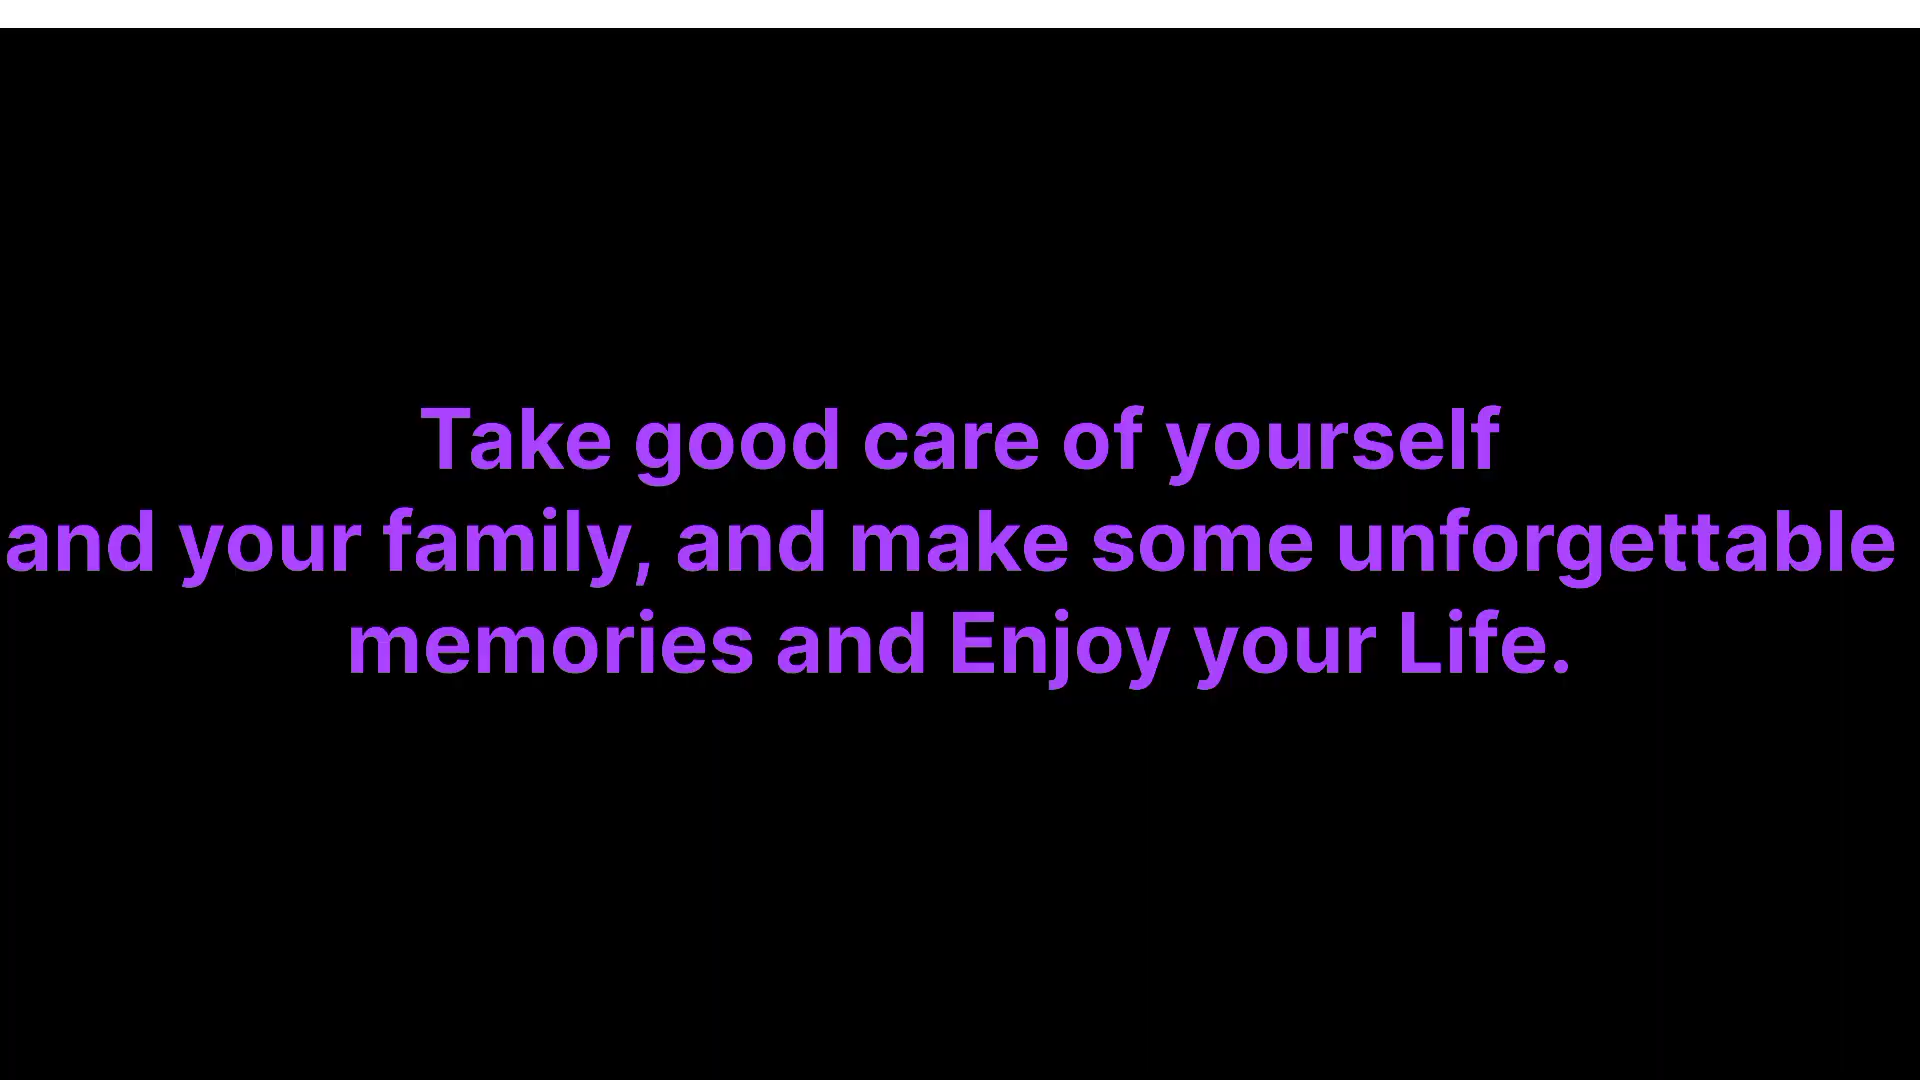 Take good care of yourself
and your family, and make some unforgettable
memories and Enjoy your Life.